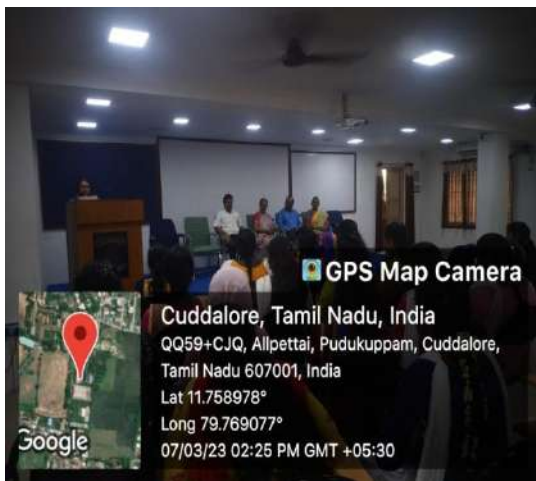 GPS Map Camera
Cuddalore, Tamil Nadu, India
QQ59+CJQ, Allpettai, Pudukuppam, Cuddalore,
Tamil Nadu 607001, India
Lat 11.758978°
Long 79.769077°
07/03/23 02:25 PM GMT +05:30
Google